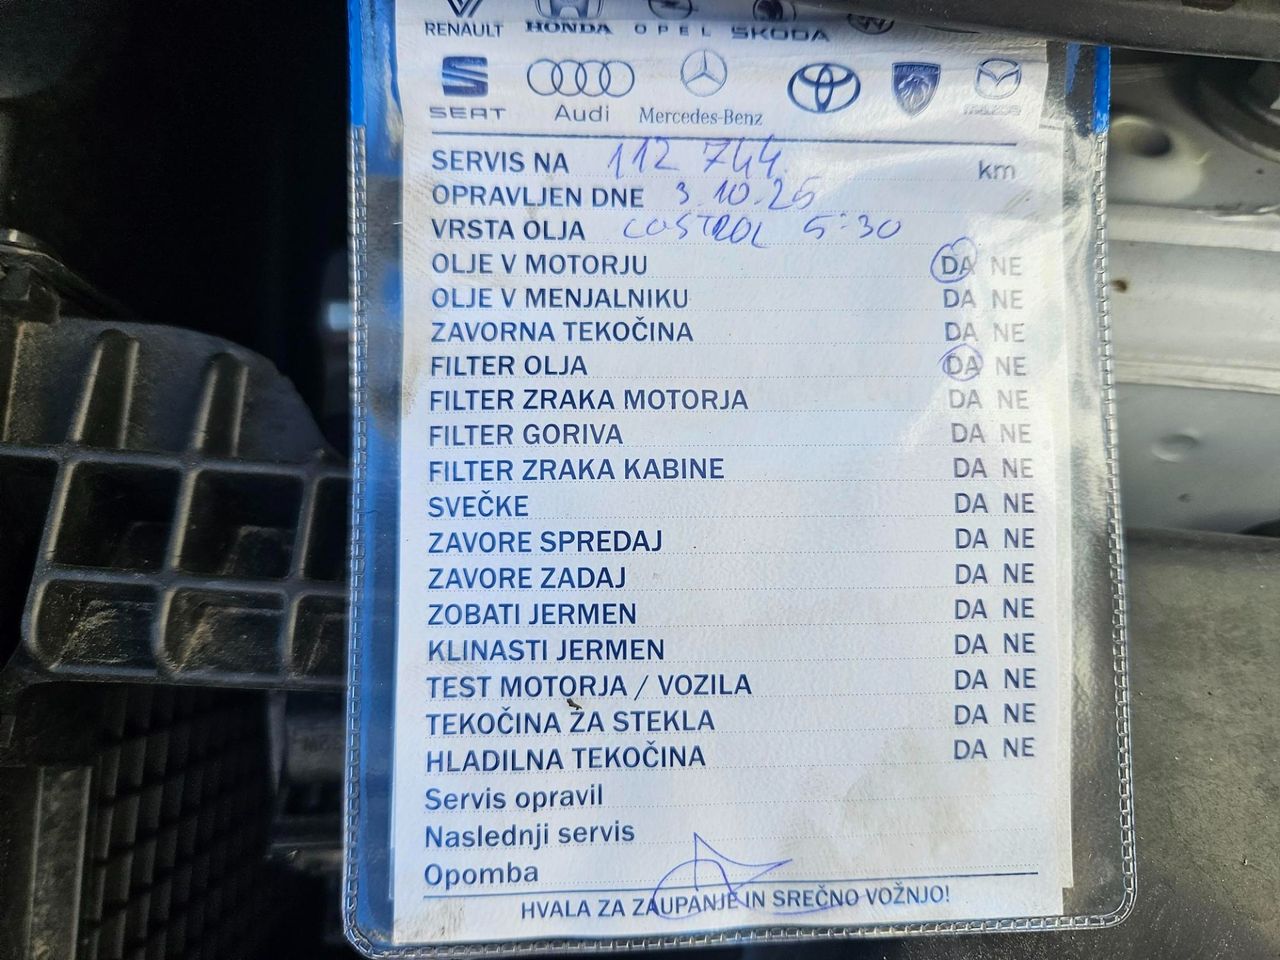 RENAULT HONDA OPEL ŠKODA
SEAT Audi Mercedes-Benz
SERVIS NA 112 744 km
OPRAVLJEN DNE 3.10.25
VRSTA OLJA COSTROL 5-30
OLJE V MOTORJU DA NE
OLJE V MENJALNIKU DA NE
ZAVORNA TEKOČINA DA NE
FILTER OLJA DA NE
FILTER ZRAKA MOTORJA DA NE
FILTER GORIVA DA NE
FILTER ZRAKA KABINE DA NE
SVEČKE DA NE
ZAVORE SPREDAJ DA NE
ZAVORE ZADAJ DA NE
ZOBATI JERMEN DA NE
KLINASTI JERMEN DA NE
TEST MOTORJA / VOZILA DA NE
TEKOČINA ZA STEKLA DA NE
HLADILNA TEKOČINA DA NE
Servis opravil
Naslednji servis
Opomba
HVALA ZA ZAUPANJE IN SREČNO VOŽNJO!